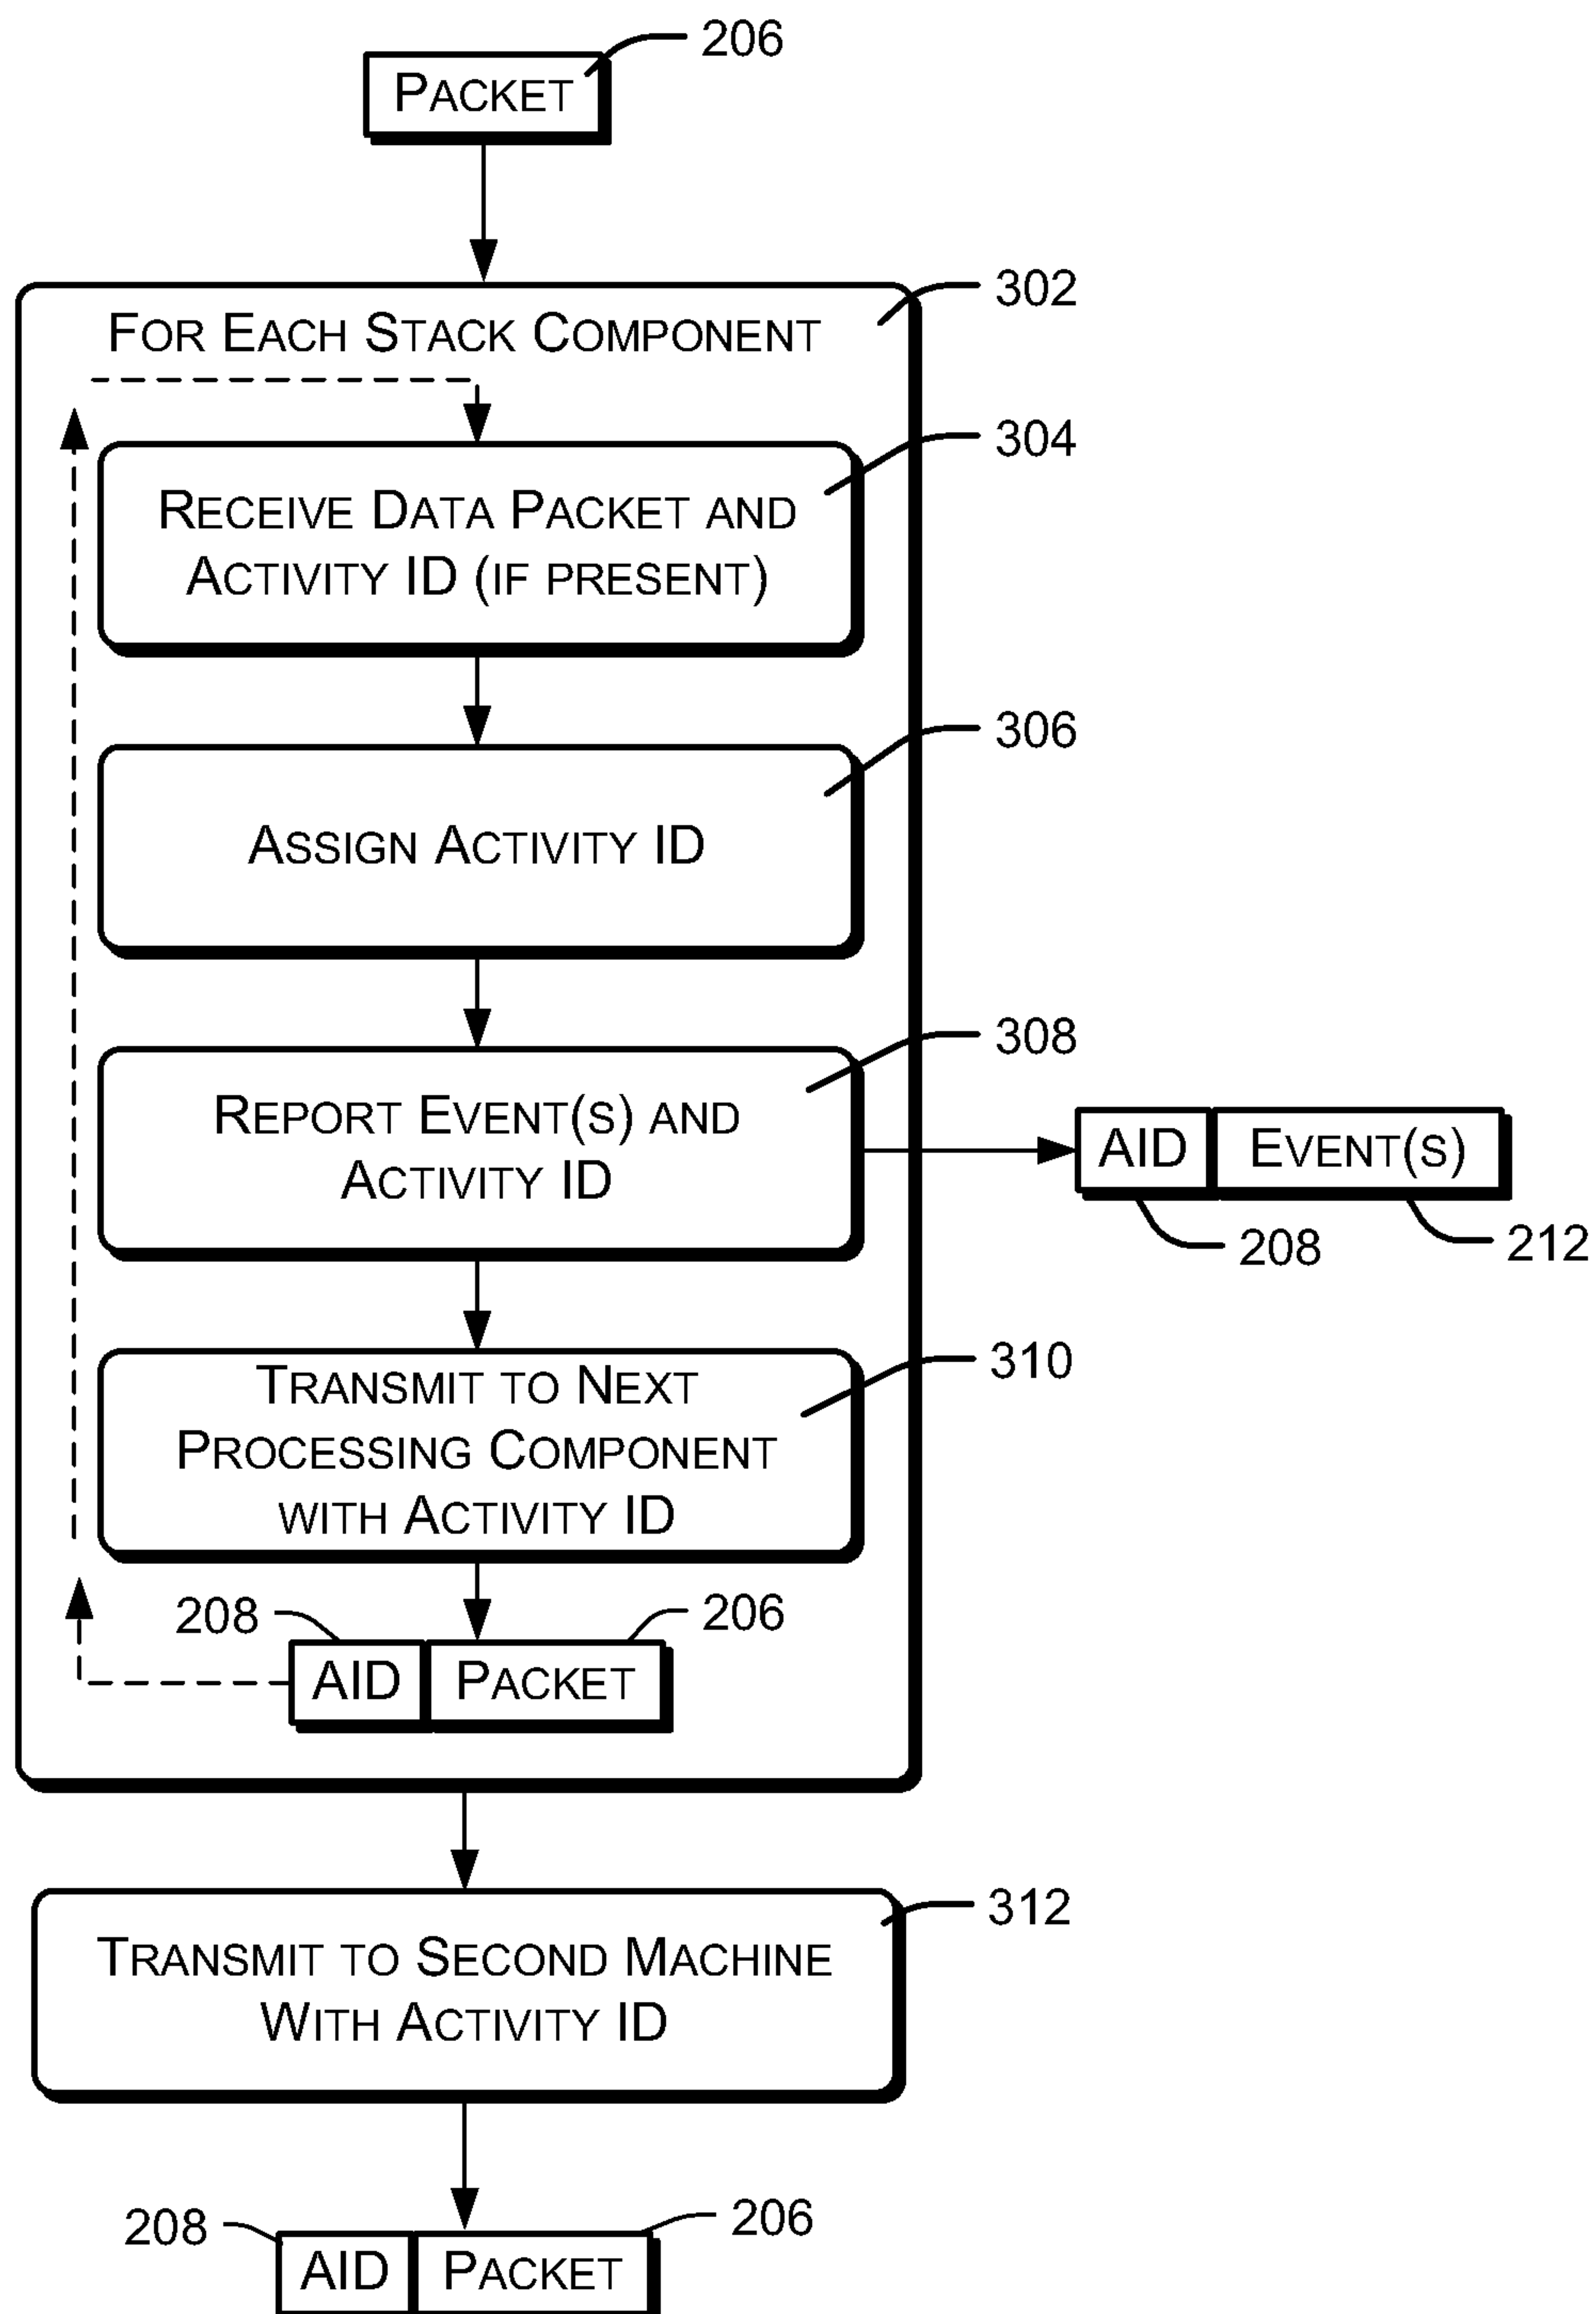 206
PACKET
302
FOR EACH STACK COMPONENT
304
RECEIVE DATA PACKET AND
ACTIVITY ID (IF PRESENT)
306
ASSIGN ACTIVITY ID
308
REPORT EVENT(S) AND
ACTIVITY ID
AID EVENT(S)
208 212
310
TRANSMIT TO NEXT
PROCESSING COMPONENT
WITH ACTIVITY ID
208 206
AID PACKET
312
TRANSMIT TO SECOND MACHINE
WITH ACTIVITY ID
208 206
AID PACKET